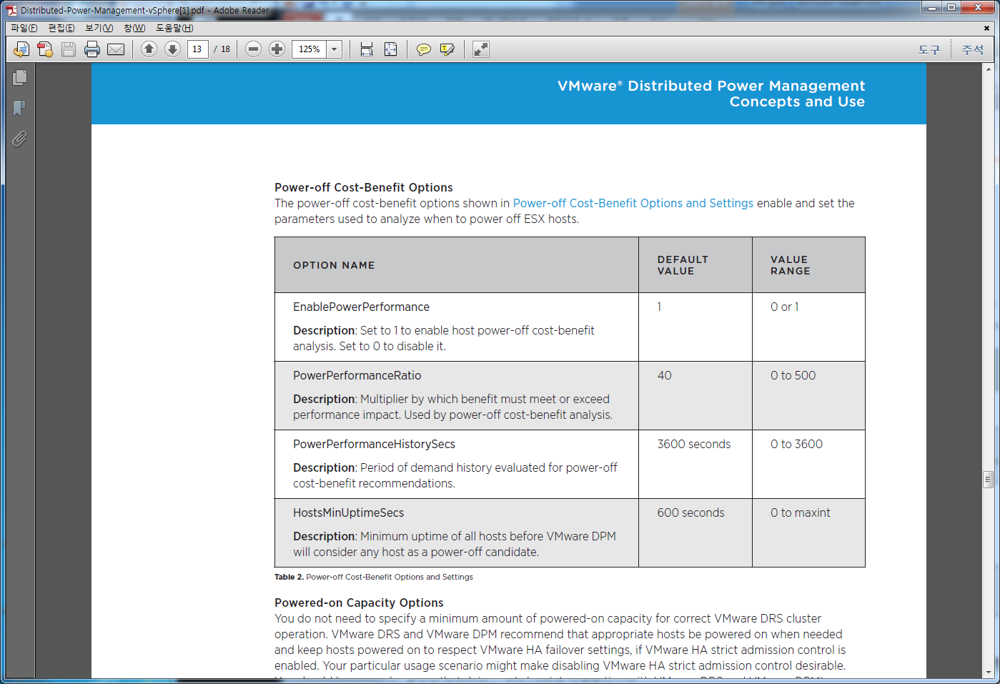 Distributed-Power-Management-vSphere[1].pdf - Adobe Reader
파일(F) 편집(E) 보기(V) 창(W) 도움말(H)
13 / 18 125% 도구 주석
VMware® Distributed Power Management
Concepts and Use
Power-off Cost-Benefit Options
The power-off cost-benefit options shown in Power-off Cost-Benefit Options and Settings enable and set the
parameters used to analyze when to power off ESX hosts.
OPTION NAME DEFAULT VALUE VALUE RANGE
EnablePowerPerformance 1 0 or 1
Description: Set to 1 to enable host power-off cost-benefit
analysis. Set to 0 to disable it.
PowerPerformanceRatio 40 0 to 500
Description: Multiplier by which benefit must meet or exceed
performance impact. Used by power-off cost-benefit analysis.
PowerPerformanceHistorySecs 3600 seconds 0 to 3600
Description: Period of demand history evaluated for power-off
cost-benefit recommendations.
HostsMinUptimeSecs 600 seconds 0 to maxint
Description: Minimum uptime of all hosts before VMware DPM
will consider any host as a power-off candidate.
Table 2. Power-off Cost-Benefit Options and Settings
Powered-on Capacity Options
You do not need to specify a minimum amount of powered-on capacity for correct VMware DRS cluster
operation. VMware DRS and VMware DPM recommend that appropriate hosts be powered on when needed
and keep hosts powered on to respect VMware HA failover settings, if VMware HA strict admission control is
enabled. Your particular usage scenario might make disabling VMware HA strict admission control desirable.